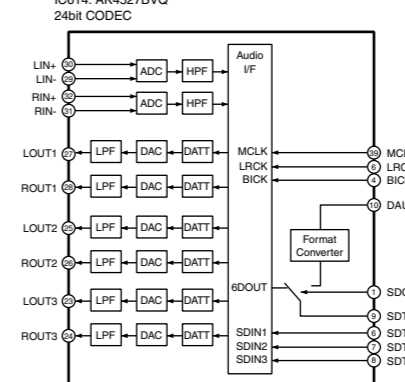 IC614: AK4527BVQ
24bit CODEC
LIN+ 30
LIN- 29
RIN+ 32
RIN- 31
ADC HPF
ADC HPF
Audio
I/F
LOUT1 27 LPF DAC DATT MCLK 39
LRCK 6
ROUT1 28 LPF DAC DATT BICK 4
10
LOUT2 25 LPF DAC DATT
Format
Converter
ROUT2 26 LPF DAC DATT
6DOUT 1
LOUT3 23 LPF DAC DATT
9
SDIN1 6
ROUT3 24 LPF DAC DATT SDIN2 7
SDIN3 8